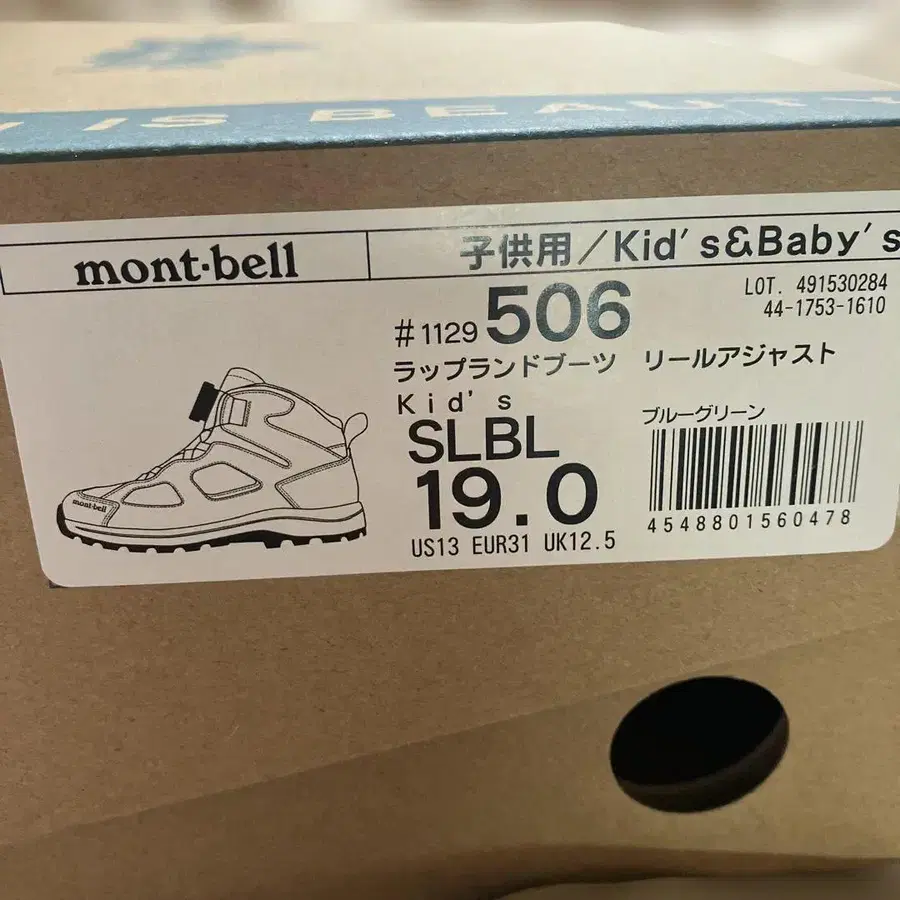 IS BEAUTY
mont·bell
子供用/Kid's&Baby's
LOT. 491530284
44-1753-1610
#1129 506
ラップランドブーツ リールアジャスト
Kid's
SLBL
ブルーグリーン
19.0
4548801560478
US13 EUR31 UK12.5
mont-bell